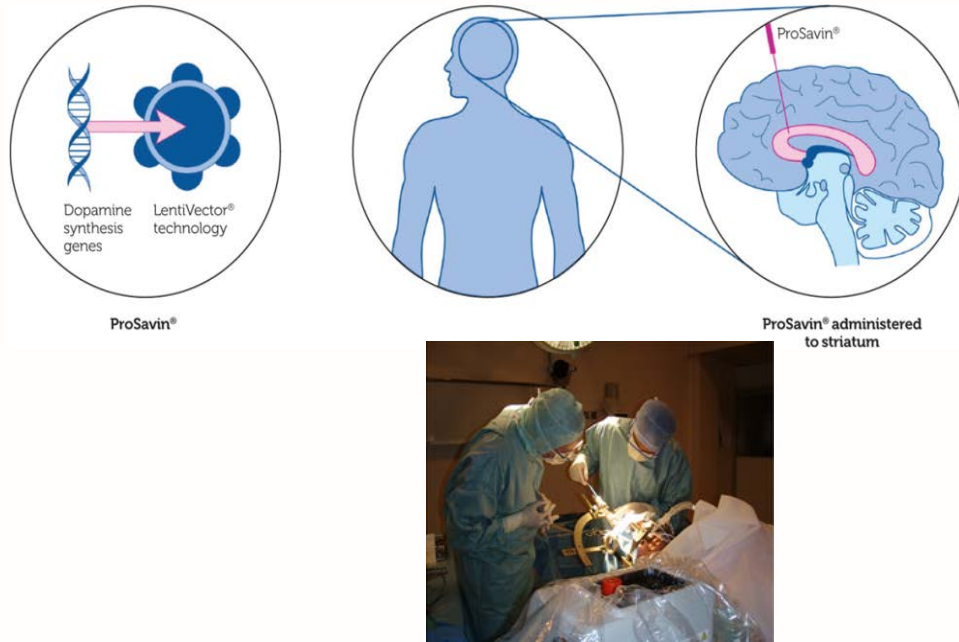 ProSavin®
Dopamine
synthesis
genes
LentiVector®
technology
ProSavin®
ProSavin® administered
to striatum